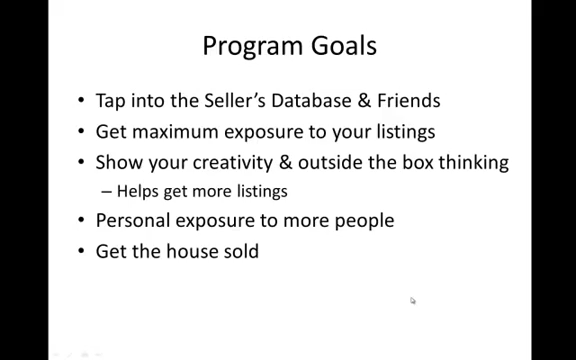 Program Goals
• Tap into the Seller's Database & Friends
• Get maximum exposure to your listings
• Show your creativity & outside the box thinking
– Helps get more listings
• Personal exposure to more people
• Get the house sold